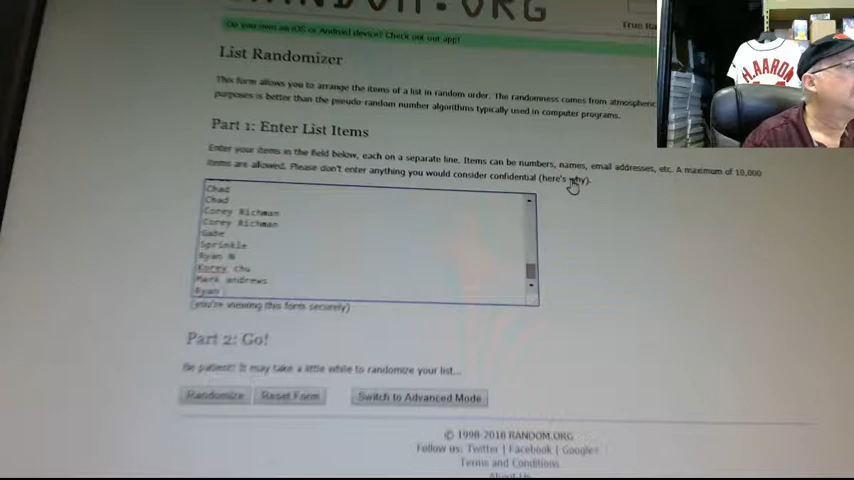 RANDOM.ORG
True Ra
Do you own an iOS or Android device? Check out our app!
List Randomizer
This form allows you to arrange the items of a list in random order. The randomness comes from atmospheric
purposes is better than the pseudo-random number algorithms typically used in computer programs.
Part 1: Enter List Items
Enter your items in the field below, each on a separate line. Items can be numbers, names, email addresses, etc. A maximum of 10,000
items are allowed. Please don't enter anything you would consider confidential (here's why).
Chad
Chad
Corey Richman
Corey Richman
Gabe
Sprinkle
Ryan N
Korey chu
Mark andrews
Ryan
(you're viewing this form securely)
Part 2: Go!
Be patient! It may take a little while to randomize your list...
Randomize Reset Form Switch to Advanced Mode
© 1998-2018 RANDOM.ORG
Follow us: Twitter | Facebook | Google+
Terms and Conditions
About Us
H.AARON